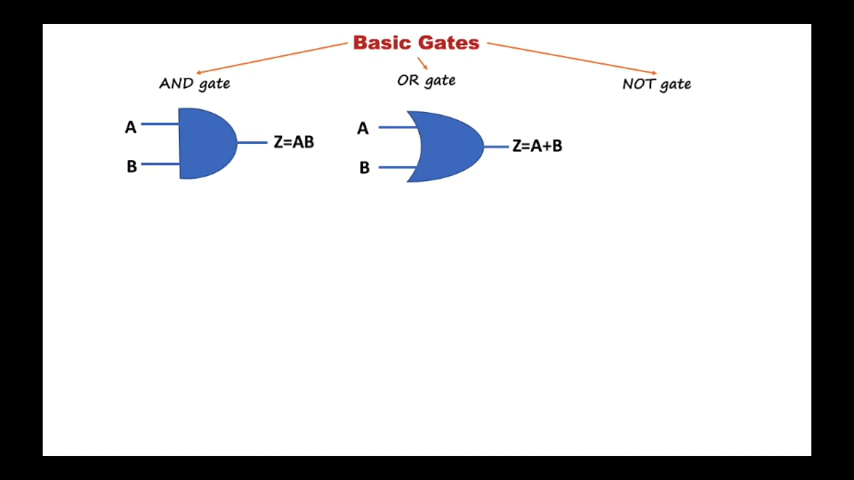 Basic Gates
AND gate
OR gate
NOT gate
A
B
Z=AB
A
B
Z=A+B